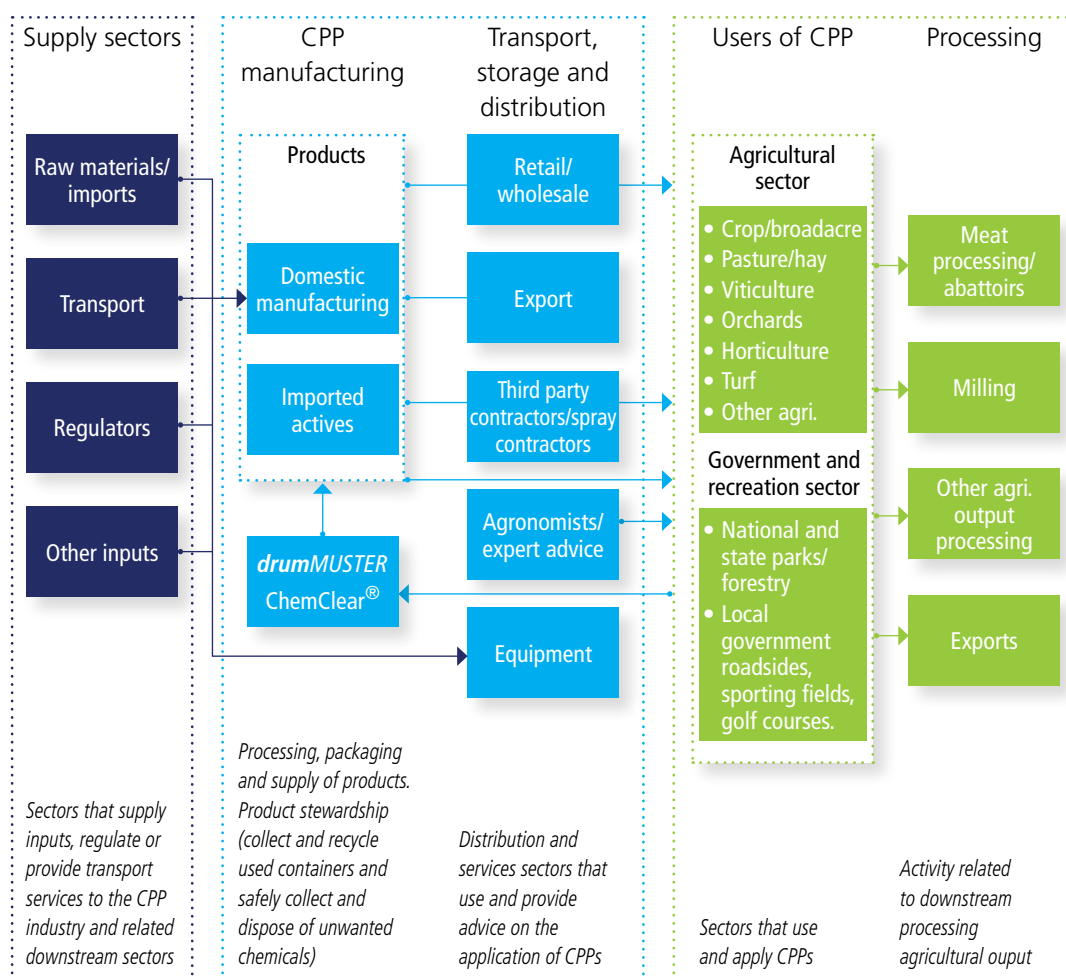 Supply sectors
Raw materials/
imports
Transport
Regulators
Other inputs
Sectors that supply
inputs, regulate or
provide transport
services to the CPP
industry and related
downstream sectors
CPP
manufacturing
Products
Domestic
manufacturing
Imported
actives
drumMUSTER
ChemClear®
Processing, packaging
and supply of products.
Product stewardship
(collect and recycle
used containers and
safely collect and
dispose of unwanted
chemicals)
Transport,
storage and
distribution
Retail/
wholesale
Export
Third party
contractors/spray
contractors
Agronomists/
expert advice
Equipment
Distribution and
services sectors that
use and provide
advice on the
application of CPPs
Users of CPP
Agricultural
sector
• Crop/broadacre
• Pasture/hay
• Viticulture
• Orchards
• Horticulture
• Turf
• Other agri.
Government and
recreation sector
• National and
state parks/
forestry
• Local
government
roadsides,
sporting fields,
golf courses.
Sectors that use
and apply CPPs
Processing
Meat
processing/
abattoirs
Milling
Other agri.
output
processing
Exports
Activity related
to downstream
processing
agricultural ouput